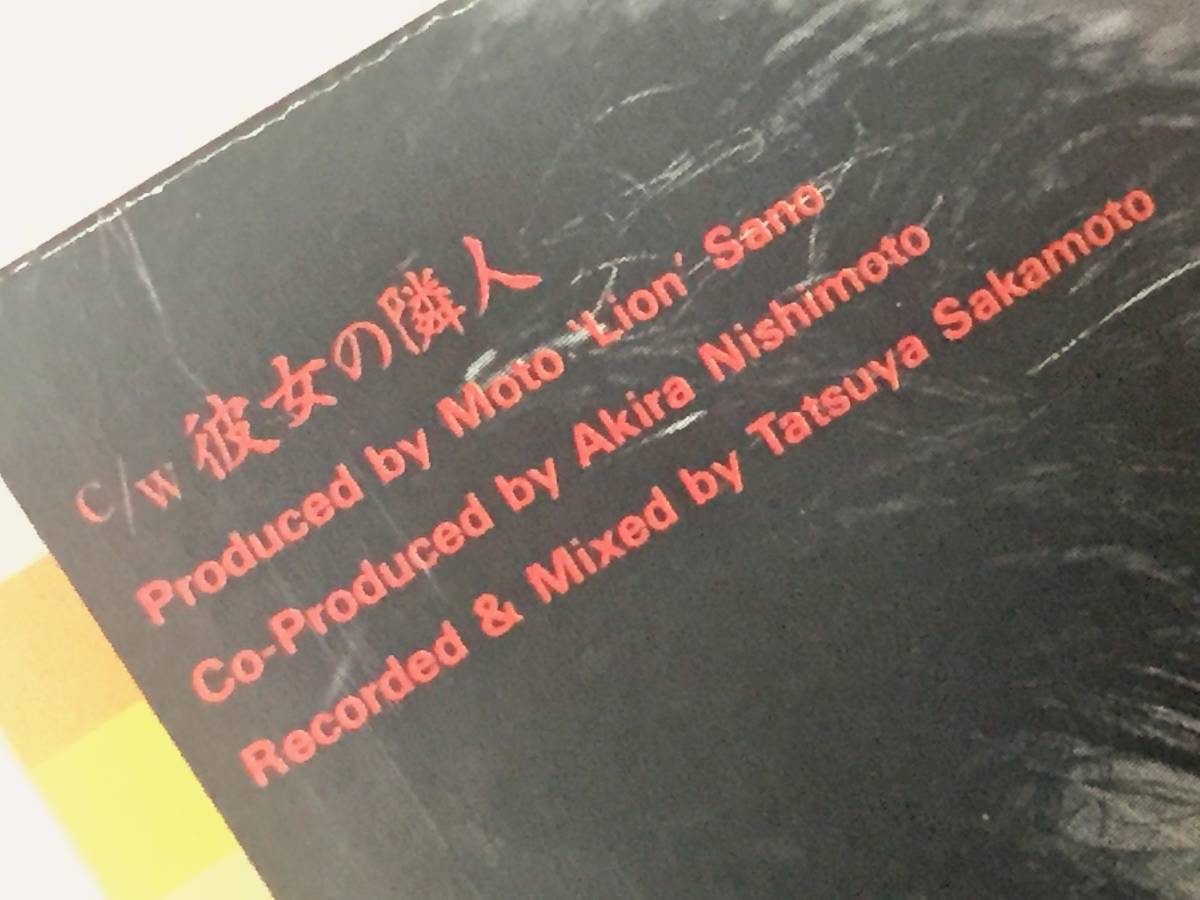 c/w 彼女の隣人
Produced by Moto 'Lion' Sano
Co-Produced by Akira Nishimoto
Recorded & Mixed by Tatsuya Sakamoto